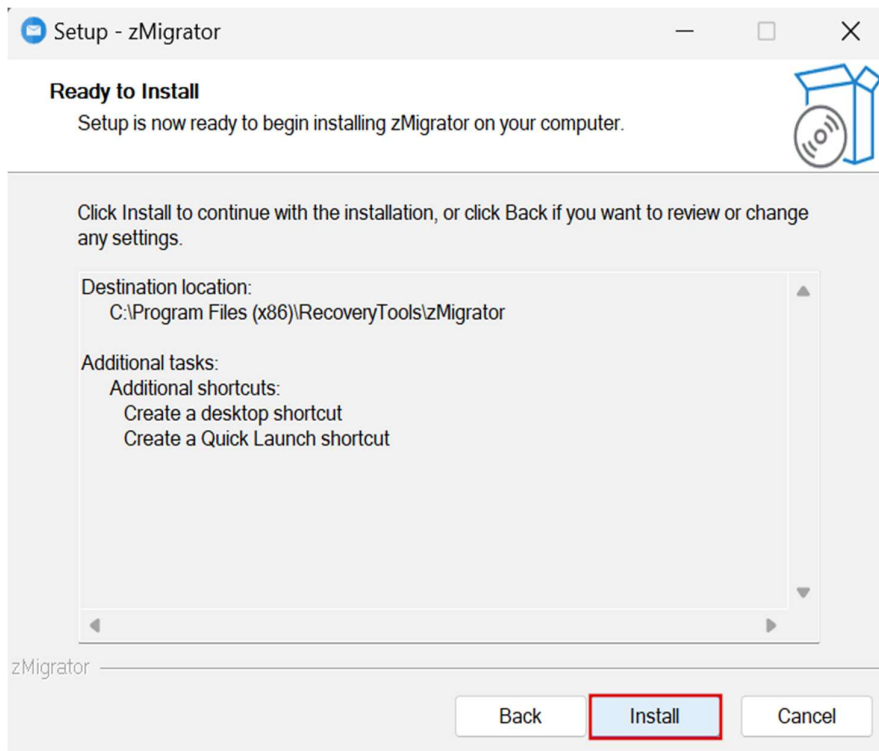 Setup - zMigrator
Ready to Install
Setup is now ready to begin installing zMigrator on your computer.
Click Install to continue with the installation, or click Back if you want to review or change
any settings.
Destination location:
C:\Program Files (x86)\RecoveryTools\zMigrator
Additional tasks:
Additional shortcuts:
Create a desktop shortcut
Create a Quick Launch shortcut
zMigrator
Back Install Cancel